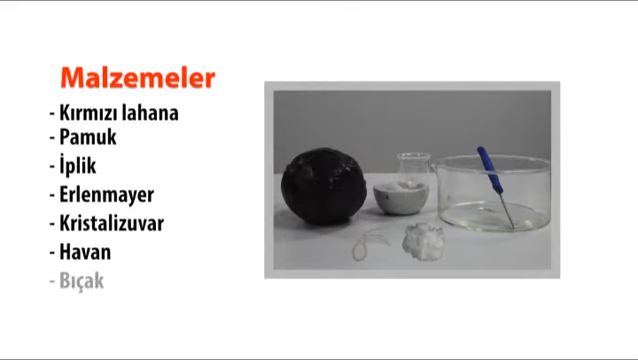 Malzemeler
- Kırmızı lahana
- Pamuk
- İplik
- Erlenmayer
- Kristalizuvar
- Havan
- Bıçak